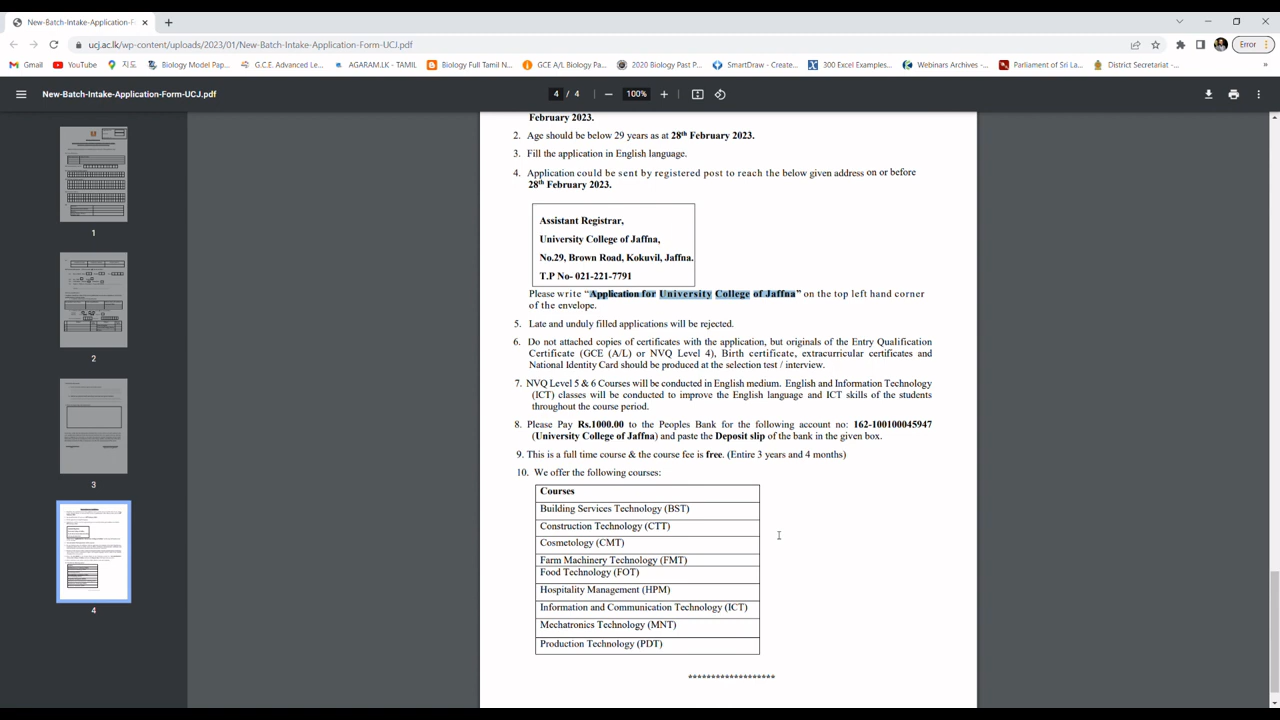 New-Batch-Intake-Application-F
ucj.ac.lk/wp-content/uploads/2023/01/New-Batch-Intake-Application-Form-UCJ.pdf
Error
Gmail YouTube 지도 Biology Model Pap... G.C.E. Advanced Le... AGARAM.LK - TAMIL Biology Full Tamil N... GCE A/L Biology Pa... 2020 Biology Past P... SmartDraw - Create... 300 Excel Examples... Webinars Archives -... Parliament of Sri La... District Secretariat -... »
New-Batch-Intake-Application-Form-UCJ.pdf
4 / 4
100%
1
2
3
4
February 2023.
2. Age should be below 29 years as at 28th February 2023.
3. Fill the application in English language.
4. Application could be sent by registered post to reach the below given address on or before
28th February 2023.
Assistant Registrar,
University College of Jaffna,
No.29, Brown Road, Kokuvil, Jaffna.
T.P No- 021-221-7791
Please write “Application for University College of Jaffna” on the top left hand corner
of the envelope.
5. Late and unduly filled applications will be rejected.
6. Do not attached copies of certificates with the application, but originals of the Entry Qualification
Certificate (GCE (A/L) or NVQ Level 4), Birth certificate, extracurricular certificates and
National Identity Card should be produced at the selection test / interview.
7. NVQ Level 5 & 6 Courses will be conducted in English medium. English and Information Technology
(ICT) classes will be conducted to improve the English language and ICT skills of the students
throughout the course period.
8. Please Pay Rs.1000.00 to the Peoples Bank for the following account no: 162-100100045947
(University College of Jaffna) and paste the Deposit slip of the bank in the given box.
9. This is a full time course & the course fee is free. (Entire 3 years and 4 months)
10. We offer the following courses:
Courses
Building Services Technology (BST)
Construction Technology (CTT)
Cosmetology (CMT)
Farm Machinery Technology (FMT)
Food Technology (FOT)
Hospitality Management (HPM)
Information and Communication Technology (ICT)
Mechatronics Technology (MNT)
Production Technology (PDT)
*******************